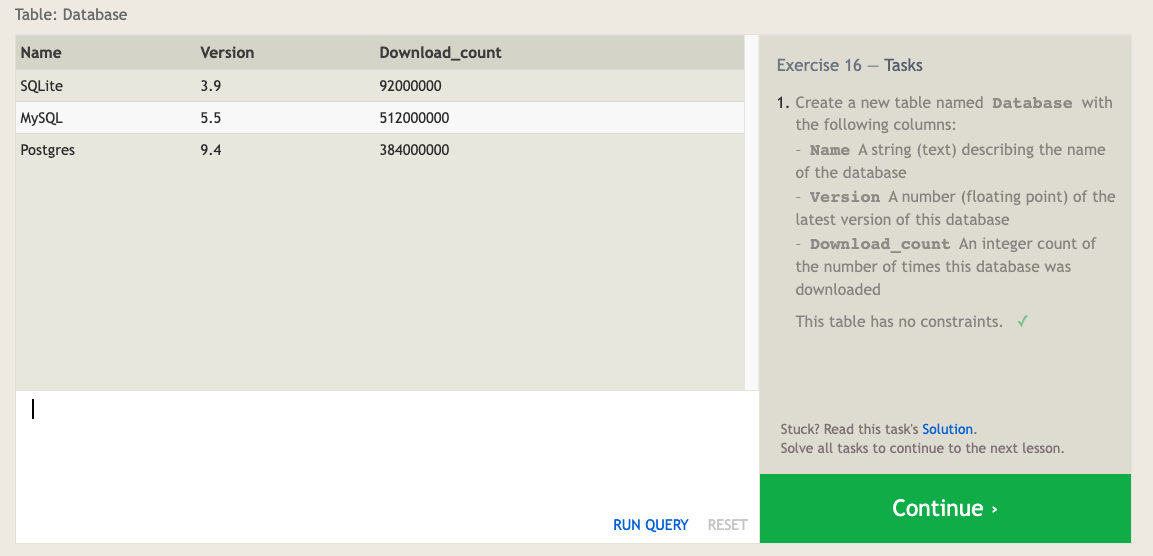 Table: Database
Name Version Download_count
SQLite 3.9 92000000
MySQL 5.5 512000000
Postgres 9.4 384000000
RUN QUERY RESET
Exercise 16 — Tasks
1. Create a new table named Database with
the following columns:
– Name A string (text) describing the name
of the database
– Version A number (floating point) of the
latest version of this database
– Download_count An integer count of
the number of times this database was
downloaded
This table has no constraints. ✓
Stuck? Read this task's Solution.
Solve all tasks to continue to the next lesson.
Continue ›